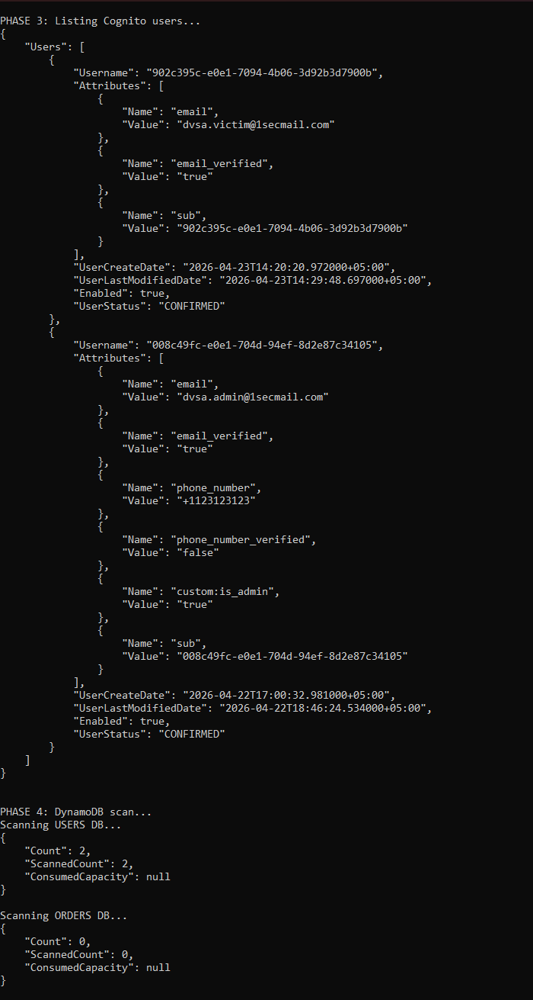 PHASE 3: Listing Cognito users...
{
    "Users": [
        {
            "Username": "902c395c-e0e1-7094-4b06-3d92b3d7900b",
            "Attributes": [
                {
                    "Name": "email",
                    "Value": "dvsa.victim@1secmail.com"
                },
                {
                    "Name": "email_verified",
                    "Value": "true"
                },
                {
                    "Name": "sub",
                    "Value": "902c395c-e0e1-7094-4b06-3d92b3d7900b"
                }
            ],
            "UserCreateDate": "2026-04-23T14:20:20.972000+05:00",
            "UserLastModifiedDate": "2026-04-23T14:29:48.697000+05:00",
            "Enabled": true,
            "UserStatus": "CONFIRMED"
        },
        {
            "Username": "008c49fc-e0e1-704d-94ef-8d2e87c34105",
            "Attributes": [
                {
                    "Name": "email",
                    "Value": "dvsa.admin@1secmail.com"
                },
                {
                    "Name": "email_verified",
                    "Value": "true"
                },
                {
                    "Name": "phone_number",
                    "Value": "+1123123123"
                },
                {
                    "Name": "phone_number_verified",
                    "Value": "false"
                },
                {
                    "Name": "custom:is_admin",
                    "Value": "true"
                },
                {
                    "Name": "sub",
                    "Value": "008c49fc-e0e1-704d-94ef-8d2e87c34105"
                }
            ],
            "UserCreateDate": "2026-04-22T17:00:32.981000+05:00",
            "UserLastModifiedDate": "2026-04-22T18:46:24.534000+05:00",
            "Enabled": true,
            "UserStatus": "CONFIRMED"
        }
    ]
}
PHASE 4: DynamoDB scan...
Scanning USERS DB...
{
    "Count": 2,
    "ScannedCount": 2,
    "ConsumedCapacity": null
}
Scanning ORDERS DB...
{
    "Count": 0,
    "ScannedCount": 0,
    "ConsumedCapacity": null
}